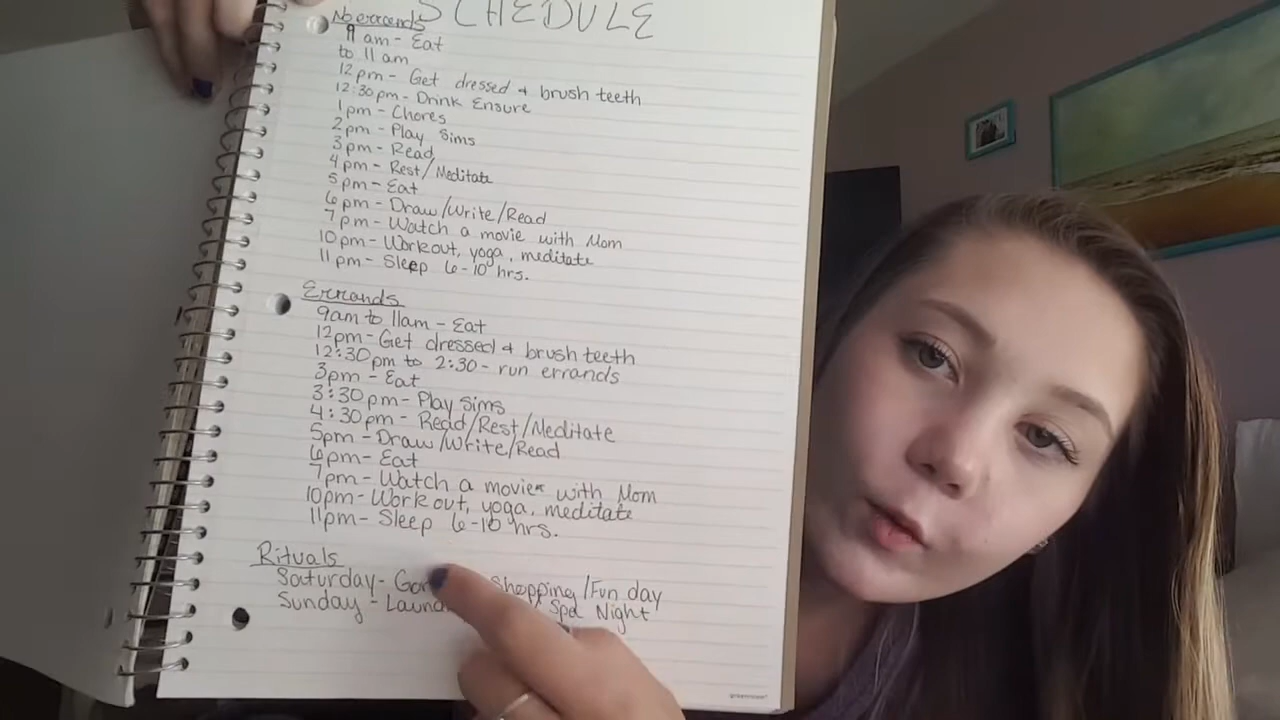 SCHEDULE
No errands
9 am - Eat
to 11 am
12pm - Get dressed + brush teeth
12:30pm - Drink Ensure
1pm - Chores
2pm - Play Sims
3pm - Read
4pm - Rest/Meditate
5pm - Eat
6pm - Draw/Write/Read
7pm - Watch a movie with Mom
10pm - Workout, yoga, meditate
11pm - Sleep 6-10 hrs.
Errands
9am to 11am - Eat
12pm - Get dressed + brush teeth
12:30pm to 2:30 - run errands
3pm - Eat
3:30pm - Play Sims
4:30pm - Read/Rest/Meditate
5pm - Draw/Write/Read
6pm - Eat
7pm - Watch a movie with Mom
10pm - Work out, yoga, meditate
11pm - Sleep 6-10 hrs.
Rituals
Saturday - Shopping/Fun day
Sunday - Spa Night